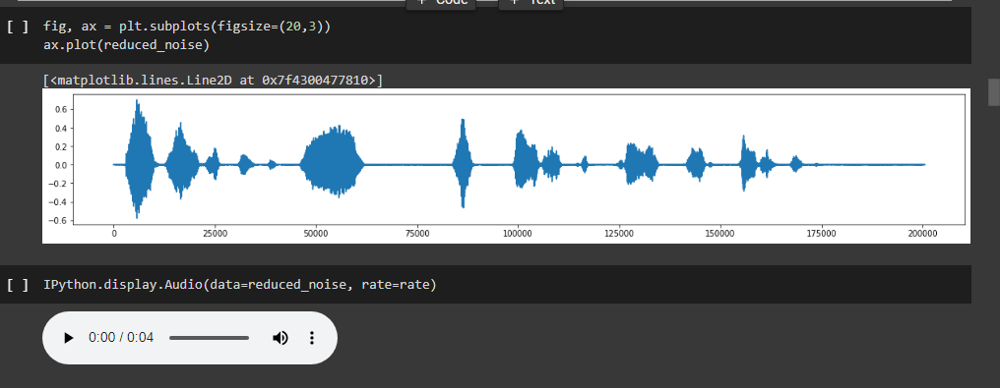 + Code + Text
[ ] fig, ax = plt.subplots(figsize=(20,3))
ax.plot(reduced_noise)
[<matplotlib.lines.Line2D at 0x7f4300477810>]
0.6
0.4
0.2
0.0
−0.2
−0.4
−0.6
0 25000 50000 75000 100000 125000 150000 175000 200000
[ ] IPython.display.Audio(data=reduced_noise, rate=rate)
0:00 / 0:04